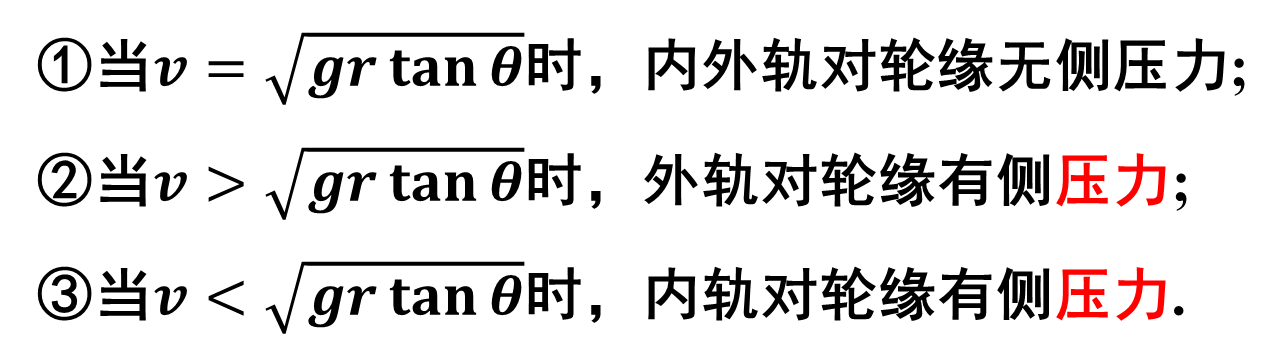 ①当v = √(gr tan θ)时，内外轨对轮缘无侧压力;
②当v > √(gr tan θ)时，外轨对轮缘有侧压力;
③当v < √(gr tan θ)时，内轨对轮缘有侧压力.